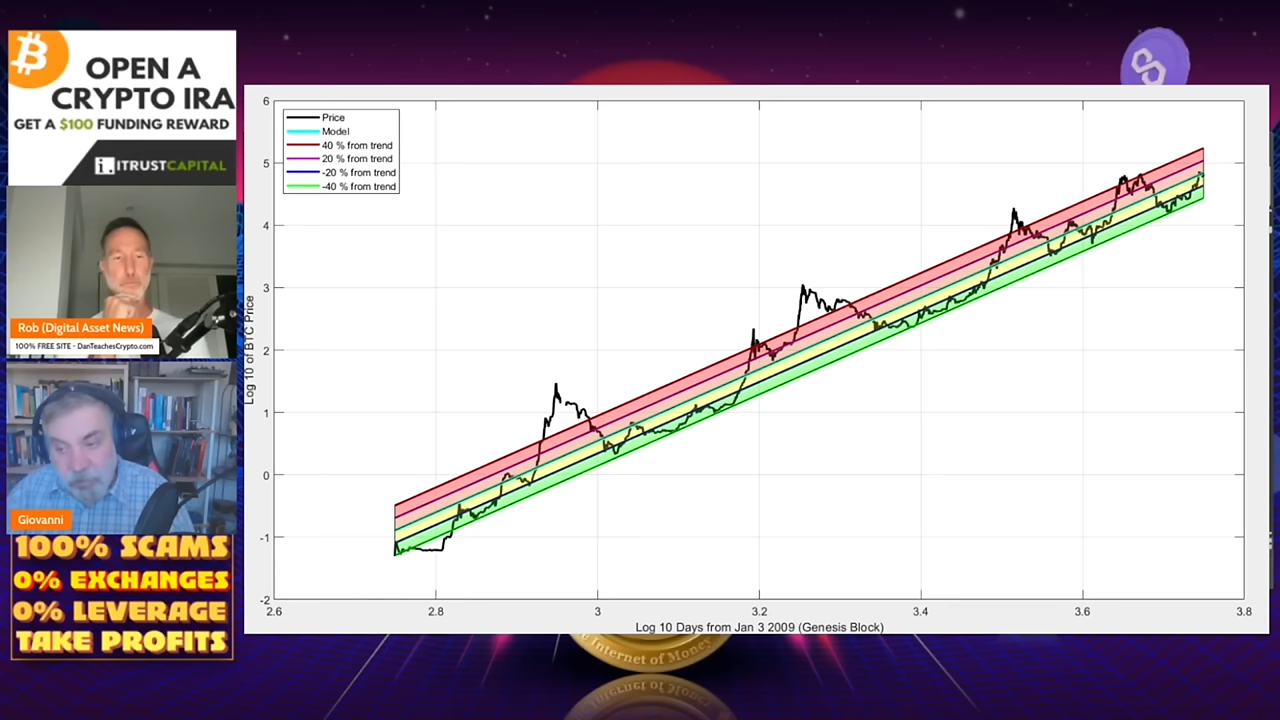 OPEN A
CRYPTO IRA
GET A $100 FUNDING REWARD
i. iTRUSTCAPITAL
Rob (Digital Asset News)
100% FREE SITE - DanTeachesCrypto.com
Giovanni
100% SCAMS
0% EXCHANGES
0% LEVERAGE
TAKE PROFITS
Price
Model
40 % from trend
20 % from trend
-20 % from trend
-40 % from trend
6
5
4
3
2
1
0
-1
-2
Log 10 of BTC Price
2.6 2.8 3 3.2 3.4 3.6 3.8
Log 10 Days from Jan 3 2009 (Genesis Block)
Internet of Money